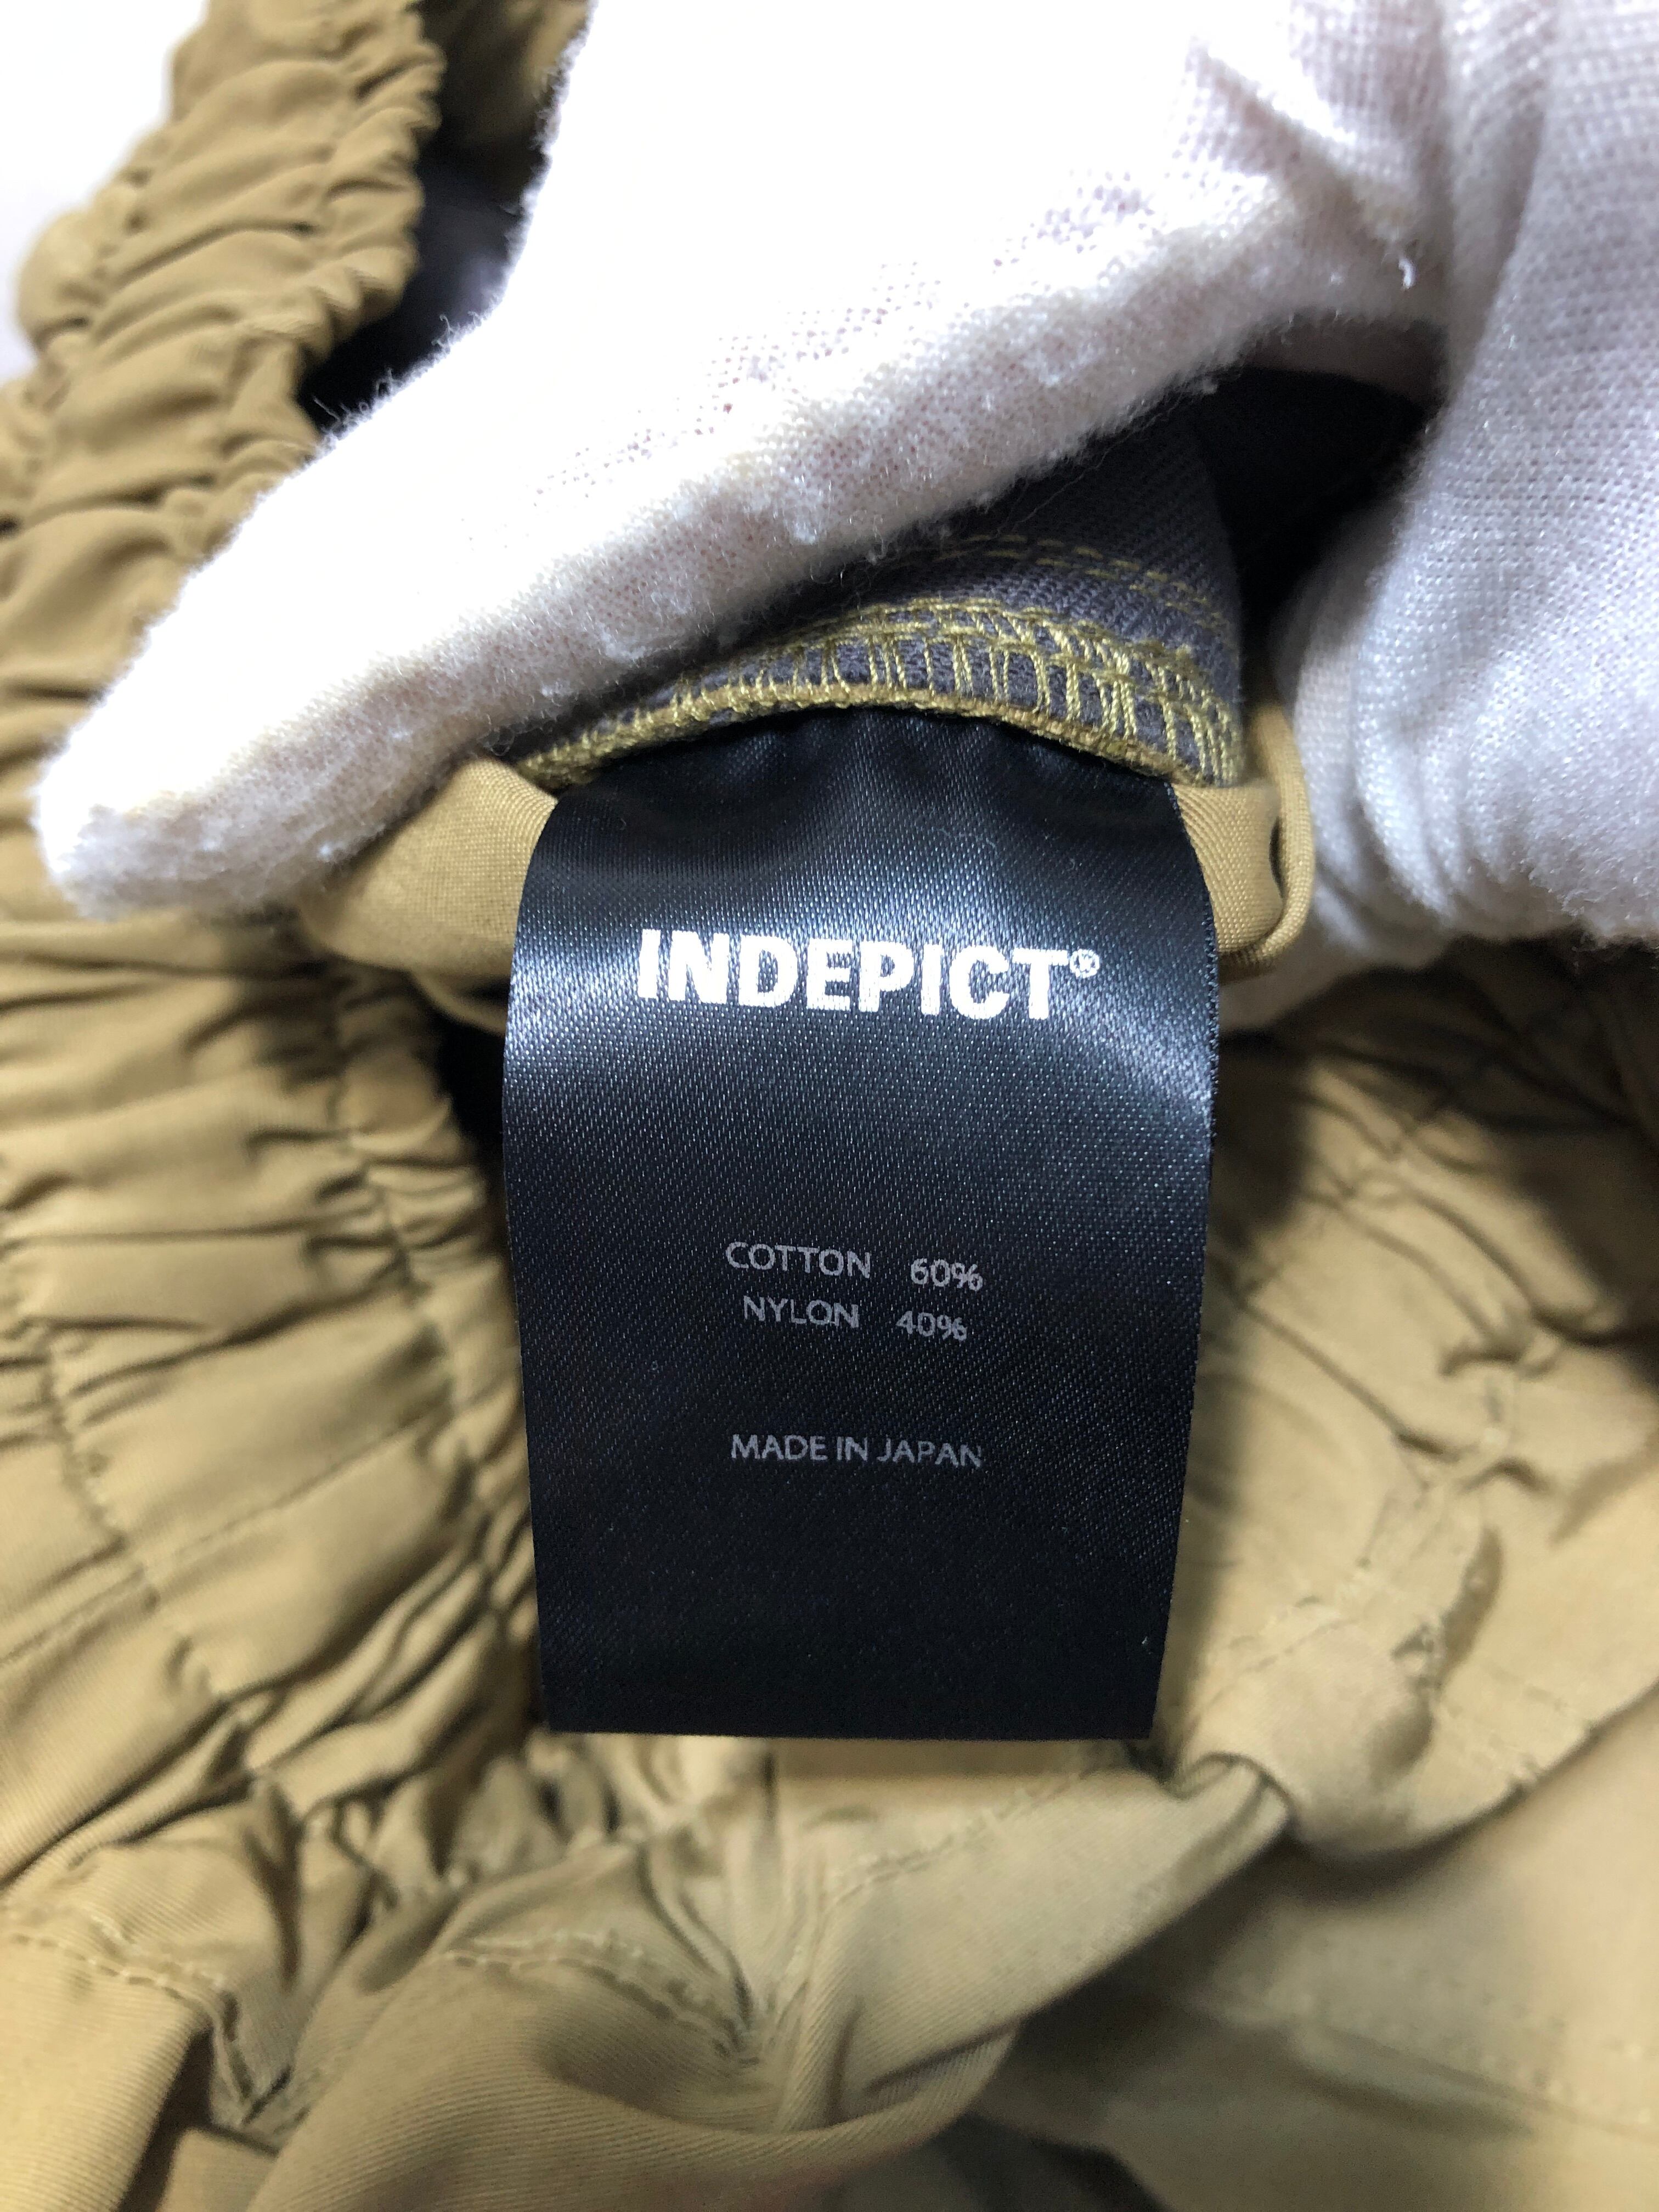 INDEPICT®
COTTON 60%
NYLON 40%
MADE IN JAPAN